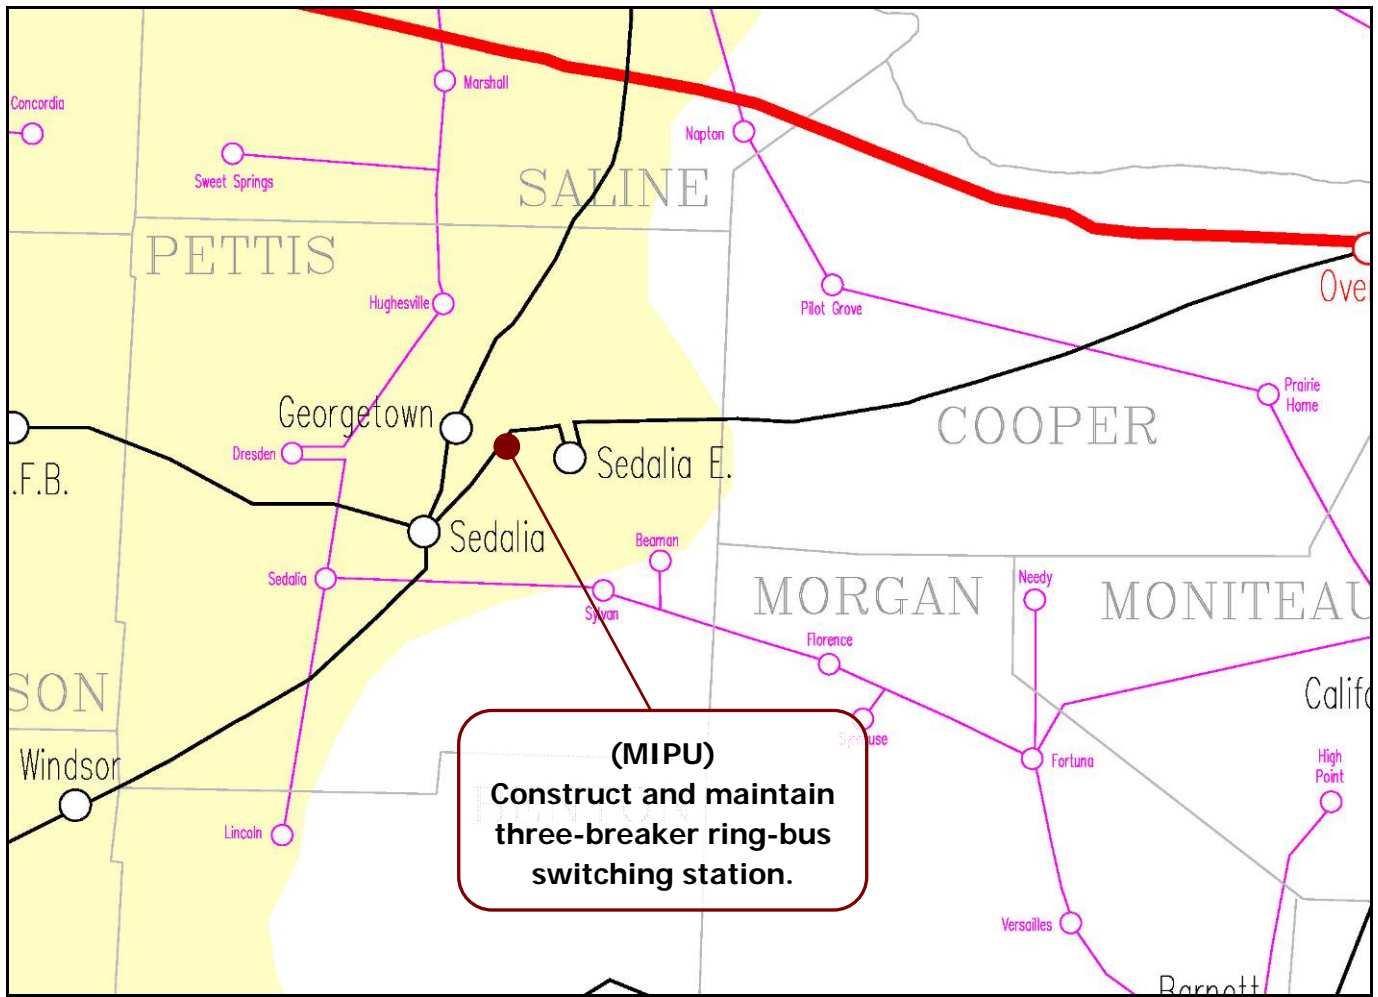 Marshall
Concordia
Napton
Sweet Springs
SALINE
PETTIS
Ove
Hughesville
Pilot Grove
Prairie
Home
Georgetown
COOPER
Dresden
Sedalia E.
.F.B.
Sedalia
Beaman
Sedalia
Needy
MORGAN
MONITEAU
Sylvan
Florence
SON
Califo
(MIPU)
Construct and maintain
three-breaker ring-bus
switching station.
Windsor
Fortuna
High
Point
Lincoln
Versailles
Barnett